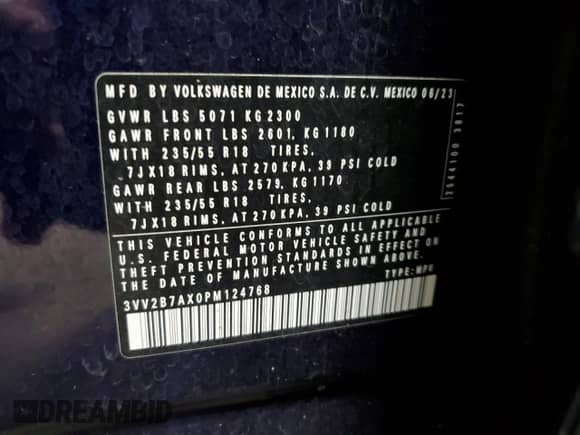 MFD BY VOLKSWAGEN DE MEXICO S.A. DE C.V. MEXICO 06/23
GVWR LBS 5071 KG 2300
GAWR FRONT LBS 2601, KG 1180
WITH 235/55 R18 TIRES,
7JX18 RIMS, AT 270 KPA, 39 PSI COLD
GAWR REAR LBS 2579, KG 1170
WITH 235/55 R18 TIRES,
7JX18 RIMS, AT 270 KPA, 39 PSI COLD
THIS VEHICLE CONFORMS TO ALL APPLICABLE
U.S. FEDERAL MOTOR VEHICLE SAFETY AND
THEFT PREVENTION STANDARDS IN EFFECT ON
THE DATE OF MANUFACTURE SHOWN ABOVE.
3VV2B7AX0PM124768
TYPE: MPV
3017
DREAMBID